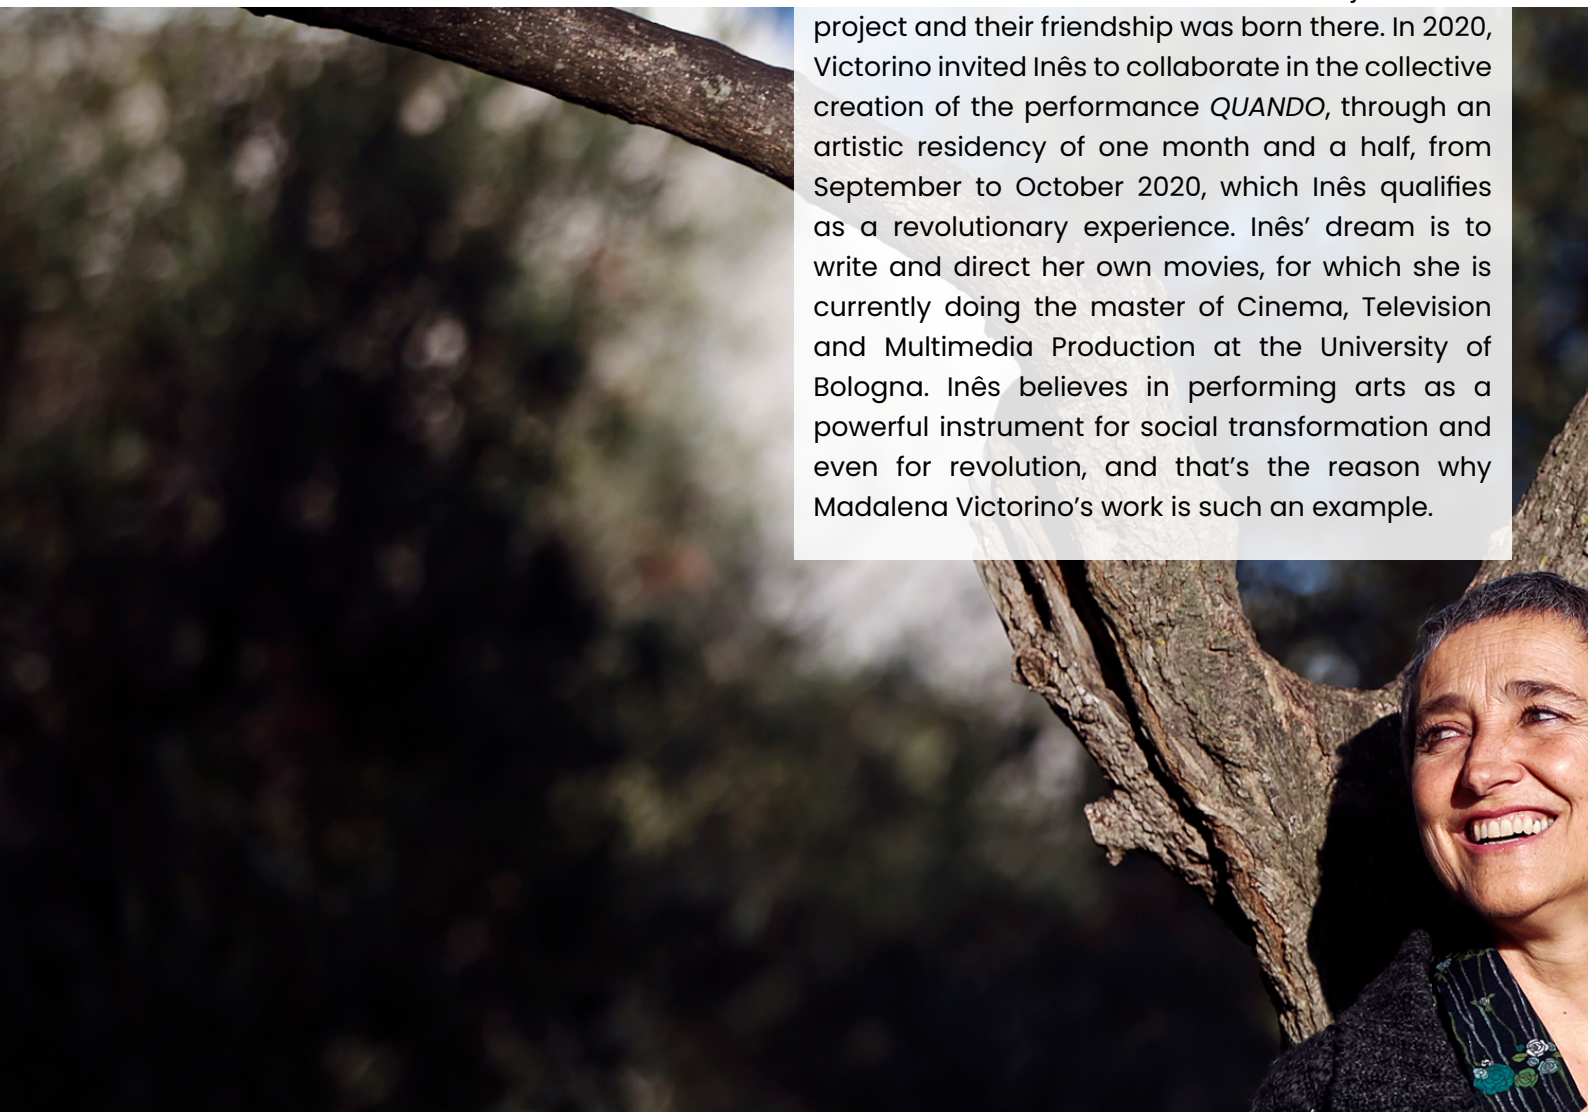 project and their friendship was born there. In 2020,
Victorino invited Inês to collaborate in the collective
creation of the performance QUANDO, through an
artistic residency of one month and a half, from
September to October 2020, which Inês qualifies
as a revolutionary experience. Inês’ dream is to
write and direct her own movies, for which she is
currently doing the master of Cinema, Television
and Multimedia Production at the University of
Bologna. Inês believes in performing arts as a
powerful instrument for social transformation and
even for revolution, and that’s the reason why
Madalena Victorino’s work is such an example.